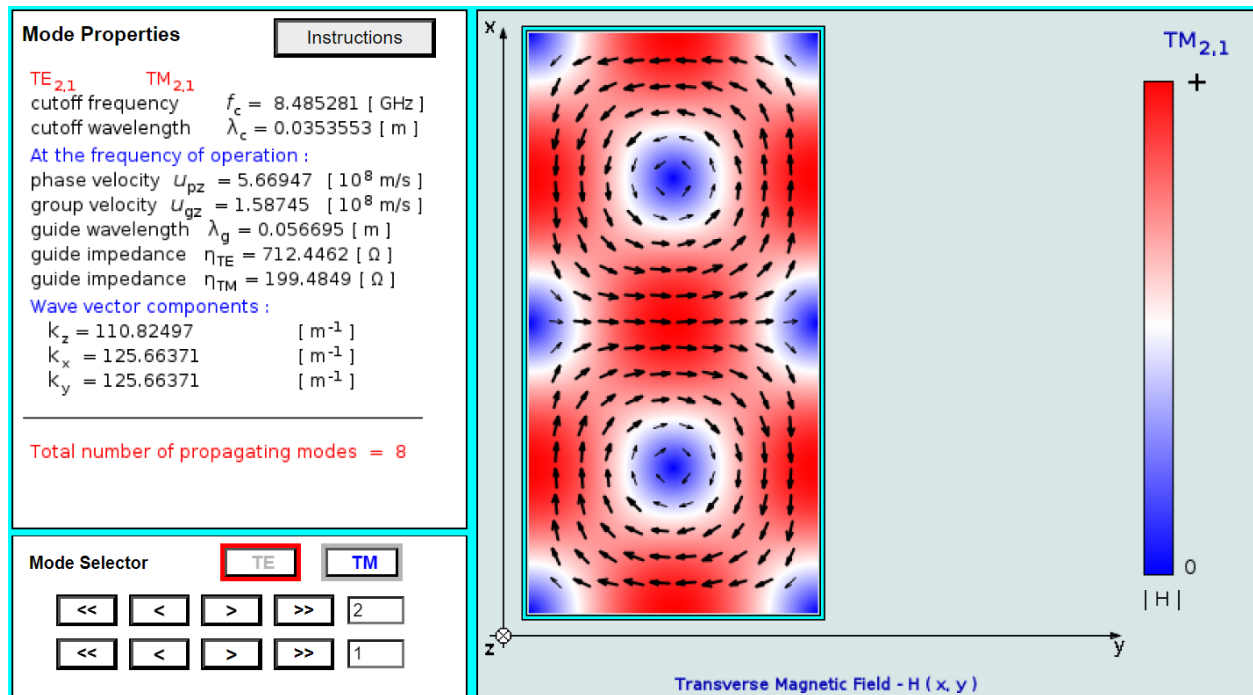 Mode Properties
Instructions
TE2,1 TM2,1
cutoff frequency fc = 8.485281 [ GHz ]
cutoff wavelength λc = 0.0353553 [ m ]
At the frequency of operation :
phase velocity upz = 5.66947 [ 10^8 m/s ]
group velocity ugz = 1.58745 [ 10^8 m/s ]
guide wavelength λg = 0.056695 [ m ]
guide impedance ηTE = 712.4462 [ Ω ]
guide impedance ηTM = 199.4849 [ Ω ]
Wave vector components :
kz = 110.82497 [ m^-1 ]
kx = 125.66371 [ m^-1 ]
ky = 125.66371 [ m^-1 ]
Total number of propagating modes = 8
Mode Selector TE TM
<< < > >> 2
<< < > >> 1
x
z
y
TM2,1
+
0
| H |
Transverse Magnetic Field - H ( x, y )